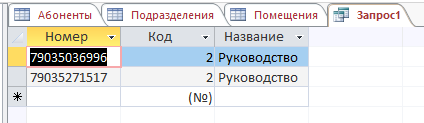 Абоненты Подразделения Помещения Запрос1
Номер Код Название
79035036996 2 Руководство
79035271517 2 Руководство
* (№)